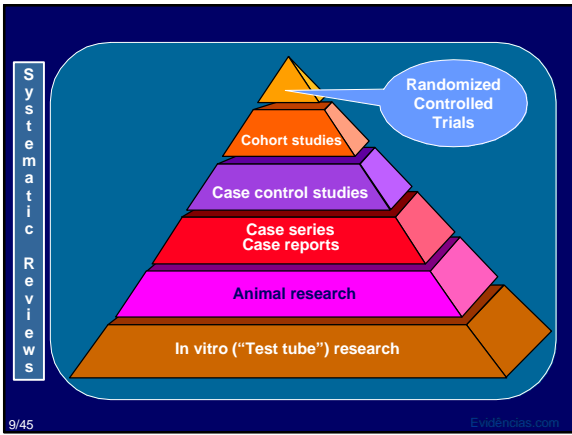 Systematic Reviews
Randomized
Controlled
Trials
Cohort studies
Case control studies
Case series
Case reports
Animal research
In vitro (“Test tube”) research
9/45
Evidências.com